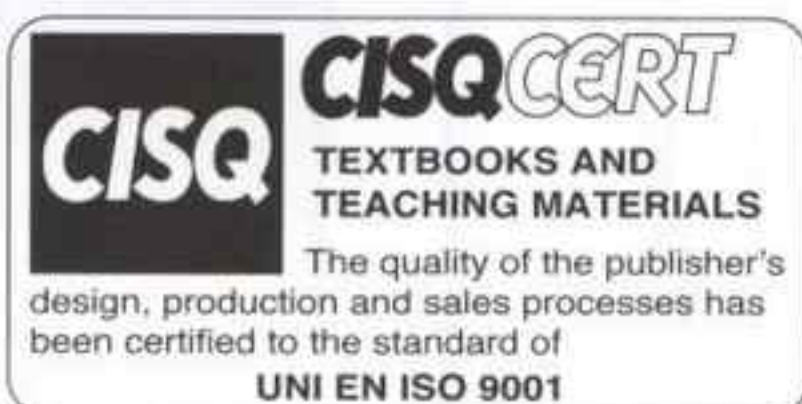 CISQ
CISQCERT
TEXTBOOKS AND
TEACHING MATERIALS
The quality of the publisher's
design, production and sales processes has
been certified to the standard of
UNI EN ISO 9001